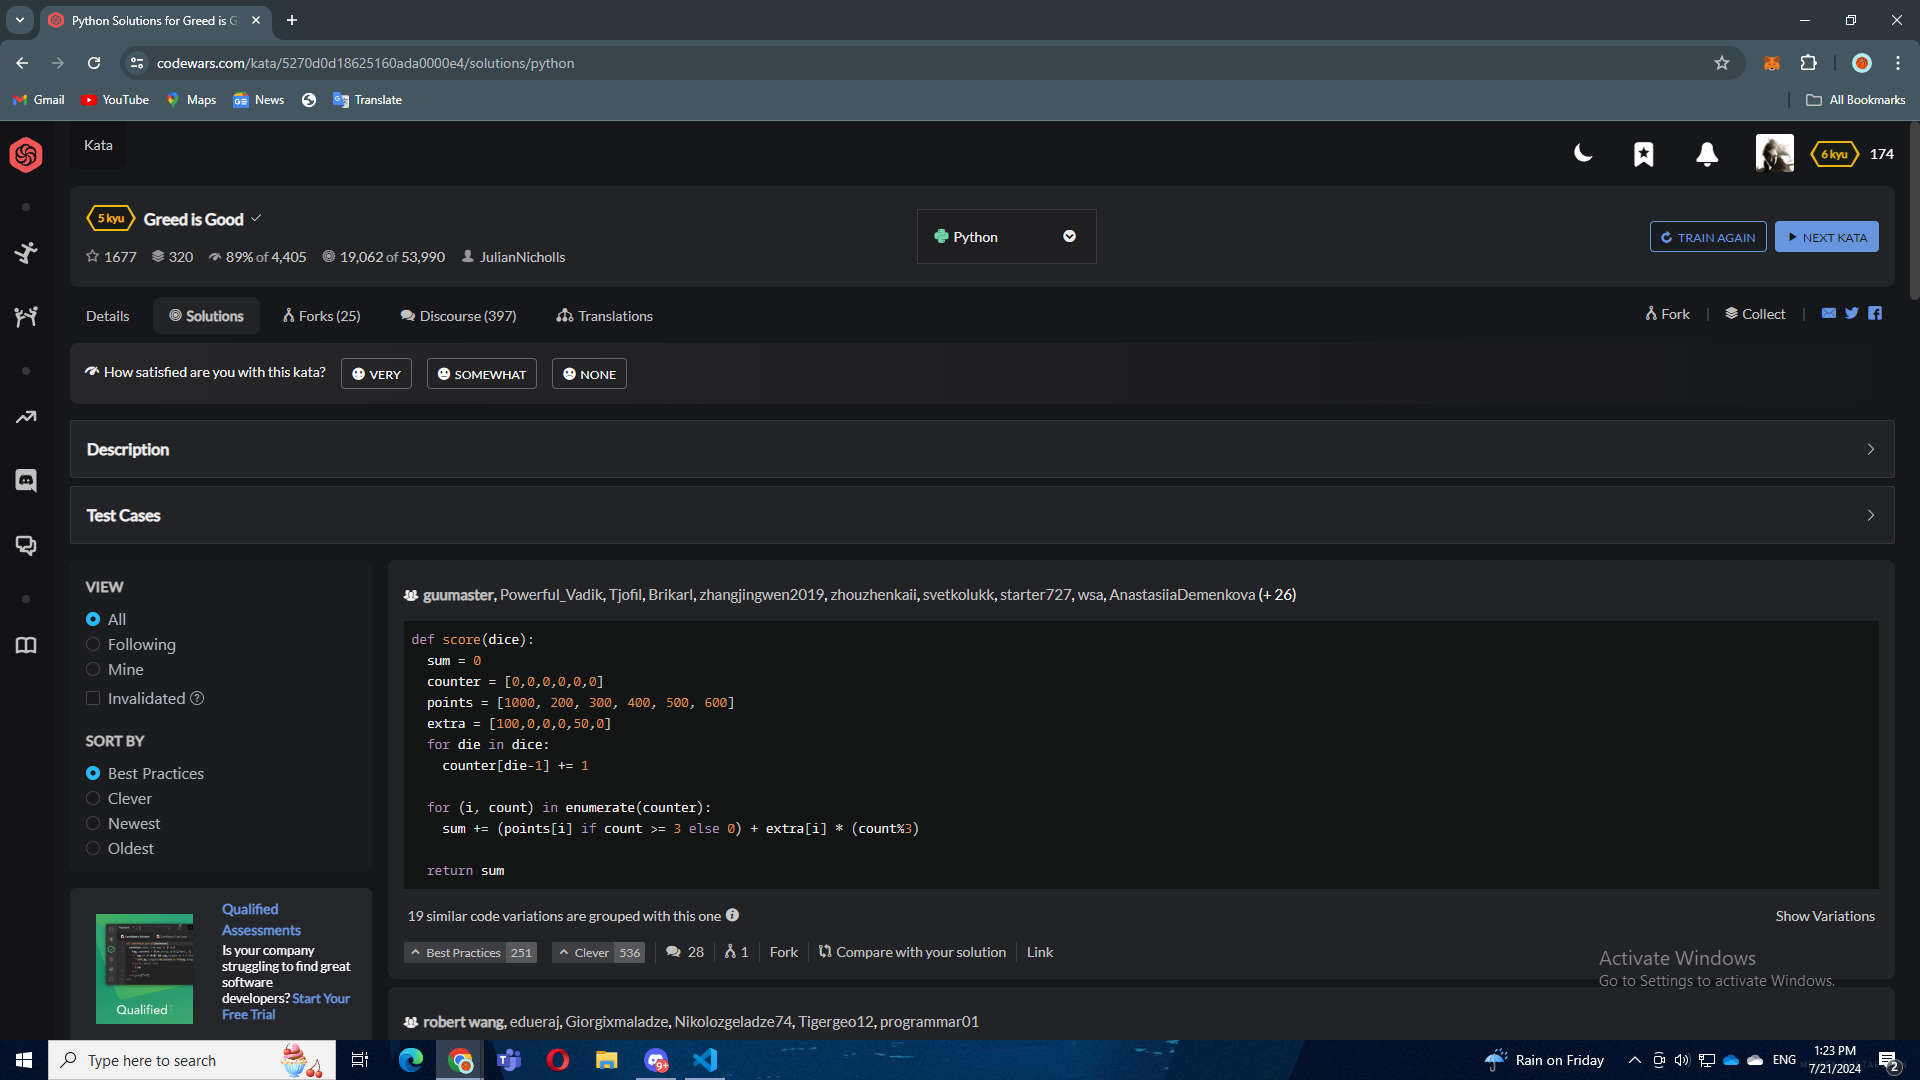 Python Solutions for Greed is G
codewars.com/kata/5270d0d18625160ada0000e4/solutions/python
Gmail
YouTube
Maps
News
Translate
All Bookmarks
Kata
6 kyu
174
5 kyu
Greed is Good
1677
320
89% of 4,405
19,062 of 53,990
JulianNicholls
Python
TRAIN AGAIN
NEXT KATA
Details
Solutions
Forks (25)
Discourse (397)
Translations
Fork
Collect
How satisfied are you with this kata?
VERY
SOMEWHAT
NONE
Description
Test Cases
VIEW
All
Following
Mine
Invalidated
SORT BY
Best Practices
Clever
Newest
Oldest
Qualified
Qualified
Assessments
Is your company
struggling to find great
software
developers? Start Your
Free Trial
guumaster, Powerful_Vadik, Tjofil, Brikarl, zhangjingwen2019, zhouzhenkaii, svetkolukk, starter727, wsa, AnastasiiaDemenkova (+ 26)
def score(dice):
sum = 0
counter = [0,0,0,0,0,0]
points = [1000, 200, 300, 400, 500, 600]
extra = [100,0,0,0,50,0]
for die in dice:
counter[die-1] += 1
for (i, count) in enumerate(counter):
sum += (points[i] if count >= 3 else 0) + extra[i] * (count%3)
return sum
19 similar code variations are grouped with this one
Show Variations
Best Practices 251
Clever 536
28
1
Fork
Compare with your solution
Link
Activate Windows
Go to Settings to activate Windows.
robert wang, edueraj, Giorgixmaladze, Nikolozgeladze74, Tigergeo12, programmar01
Type here to search
9+
Rain on Friday
ENG
1:23 PM
7/21/2024
2